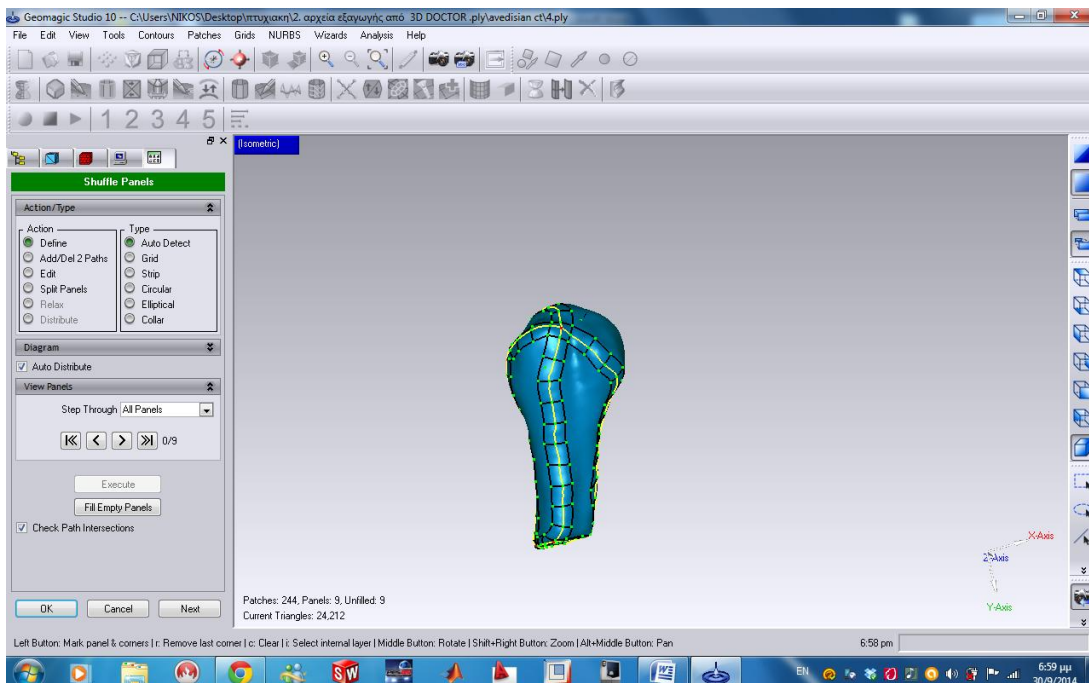 Geomagic Studio 10 -- C:\Users\NIKOS\Desktop\πτυχιακη\2. αρχεία εξαγωγής από 3D DOCTOR .ply\avedisian ct\4.ply
File Edit View Tools Contours Patches Grids NURBS Wizards Analysis Help
1 2 3 4 5
(Isometric)
Shuffle Panels
Action/Type
Action Type
Define Auto Detect
Add/Del 2 Paths Grid
Edit Strip
Split Panels Circular
Relax Elliptical
Distribute Collar
Diagram
Auto Distribute
View Panels
Step Through All Panels
0/9
Execute
Fill Empty Panels
Check Path Intersections
OK Cancel Next
X-Axis
Z-Axis
Y-Axis
Patches: 244, Panels: 9, Unfilled: 9
Current Triangles: 24,212
Left Button: Mark panel & corners | r: Remove last corner | c: Clear | i: Select internal layer | Middle Button: Rotate | Shift+Right Button: Zoom | Alt+Middle Button: Pan
6:58 pm
SW
EN
6:59 μμ
30/9/2014